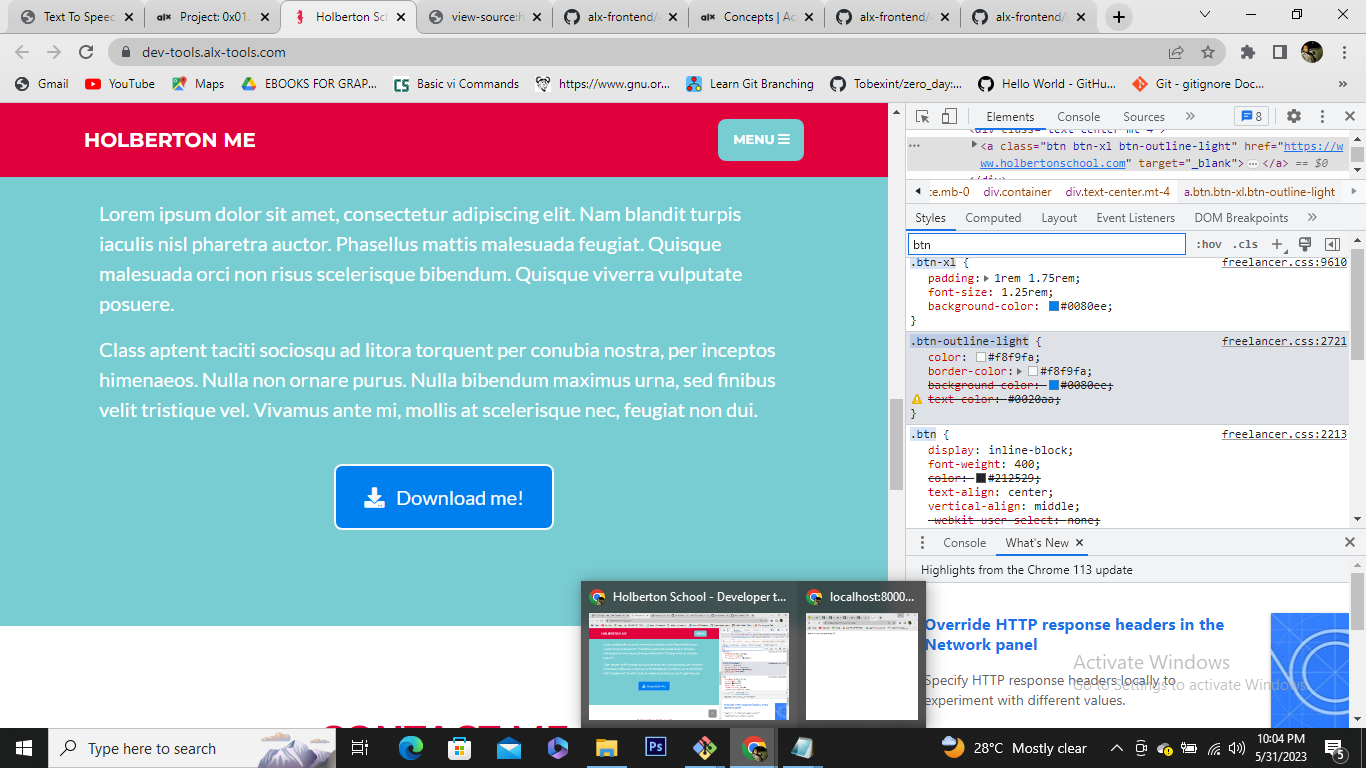 Text To Speec
Project: 0x01.
Holberton Sc
view-source:h
alx-frontend/
Concepts | Ac
alx-frontend/
alx-frontend/
dev-tools.alx-tools.com
Gmail
YouTube
Maps
EBOOKS FOR GRAP...
Basic vi Commands
https://www.gnu.or...
Learn Git Branching
Tobexint/zero_day:...
Hello World - GitHu...
Git - gitignore Doc...
HOLBERTON ME
MENU
Lorem ipsum dolor sit amet, consectetur adipiscing elit. Nam blandit turpis
iaculis nisl pharetra auctor. Phasellus mattis malesuada feugiat. Quisque
malesuada orci non risus scelerisque bibendum. Quisque viverra vulputate
posuere.
Class aptent taciti sociosqu ad litora torquent per conubia nostra, per inceptos
himenaeos. Nulla non ornare purus. Nulla bibendum maximus urna, sed finibus
velit tristique vel. Vivamus ante mi, mollis at scelerisque nec, feugiat non dui.
Download me!
CONTACT ME
Elements Console Sources » 8
<div class="text-center mt-4">
<a class="btn btn-xl btn-outline-light" href="https://w
ww.holbertonschool.com" target="_blank"> … </a> == $0
</div>
ce.mb-0 div.container div.text-center.mt-4 a.btn.btn-xl.btn-outline-light
Styles Computed Layout Event Listeners DOM Breakpoints »
btn :hov .cls +
.btn-xl { freelancer.css:9610
padding: 1rem 1.75rem;
font-size: 1.25rem;
background-color: #0080ee;
}
.btn-outline-light { freelancer.css:2721
color: #f8f9fa;
border-color: #f8f9fa;
background-color: #0080ee;
text-color: #0020aa;
}
.btn { freelancer.css:2213
display: inline-block;
font-weight: 400;
color: #212529;
text-align: center;
vertical-align: middle;
-webkit-user-select: none;
Console What's New
Highlights from the Chrome 113 update
Override HTTP response headers in the
Network panel
Specify HTTP response headers locally to
experiment with different values.
Activate Windows
Go to Settings to activate Windows.
Holberton School - Developer t...
localhost:8000...
Type here to search
Ps
28°C Mostly clear
10:04 PM
5/31/2023
5